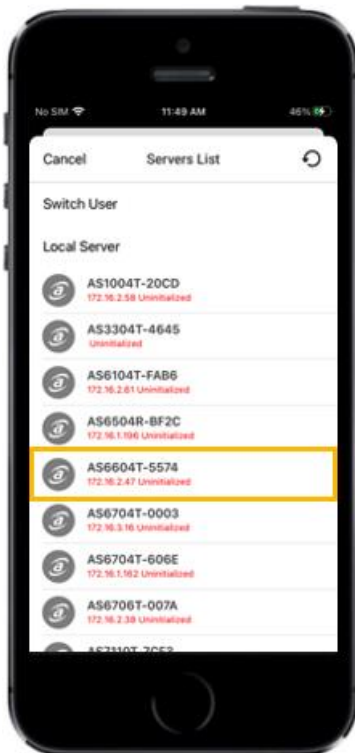 No SIM 11:49 AM 46%
Cancel Servers List
Switch User
Local Server
AS1004T-20CD
172.16.2.58 Uninitialized
AS3304T-4645
Uninitialized
AS6104T-FAB6
172.16.2.61 Uninitialized
AS6504R-BF2C
172.16.1.196 Uninitialized
AS6604T-5574
172.16.2.47 Uninitialized
AS6704T-0003
172.16.3.16 Uninitialized
AS6704T-606E
172.16.1.162 Uninitialized
AS6706T-007A
172.16.2.38 Uninitialized